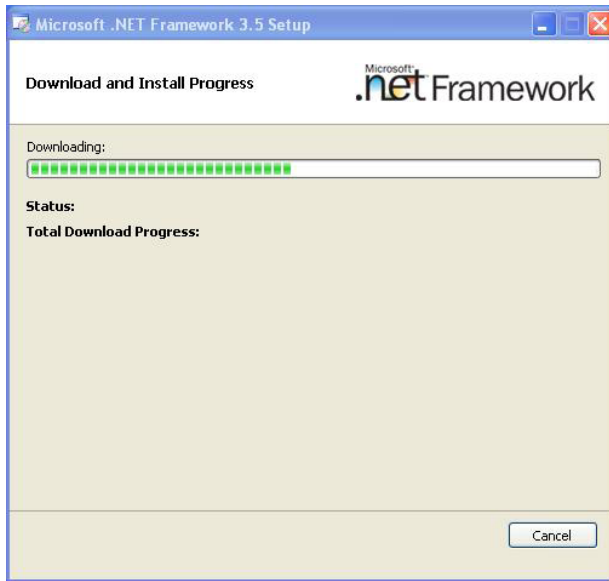 Microsoft .NET Framework 3.5 Setup
Download and Install Progress
Microsoft
.net Framework
Downloading:
Status:
Total Download Progress:
Cancel